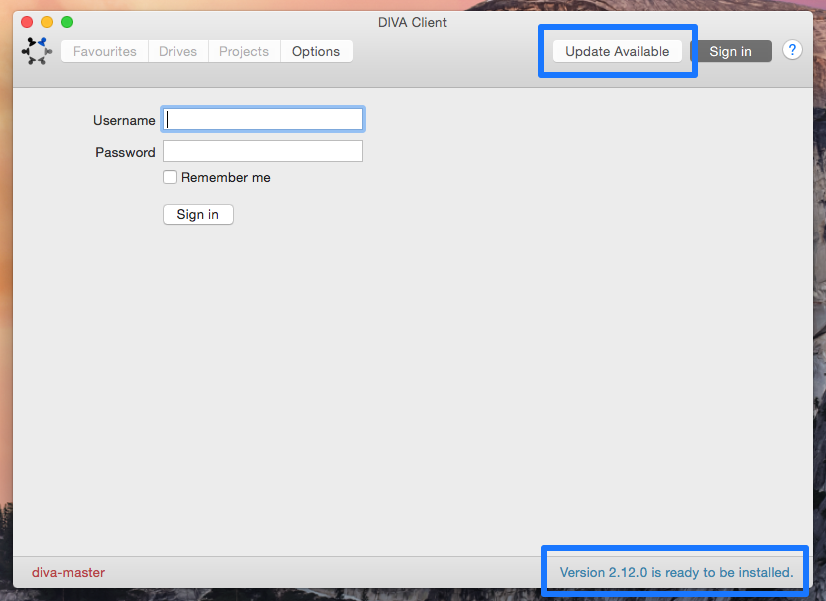 DIVA Client
Favourites Drives Projects Options Update Available Sign in ?
Username
Password
Remember me
Sign in
diva-master Version 2.12.0 is ready to be installed.